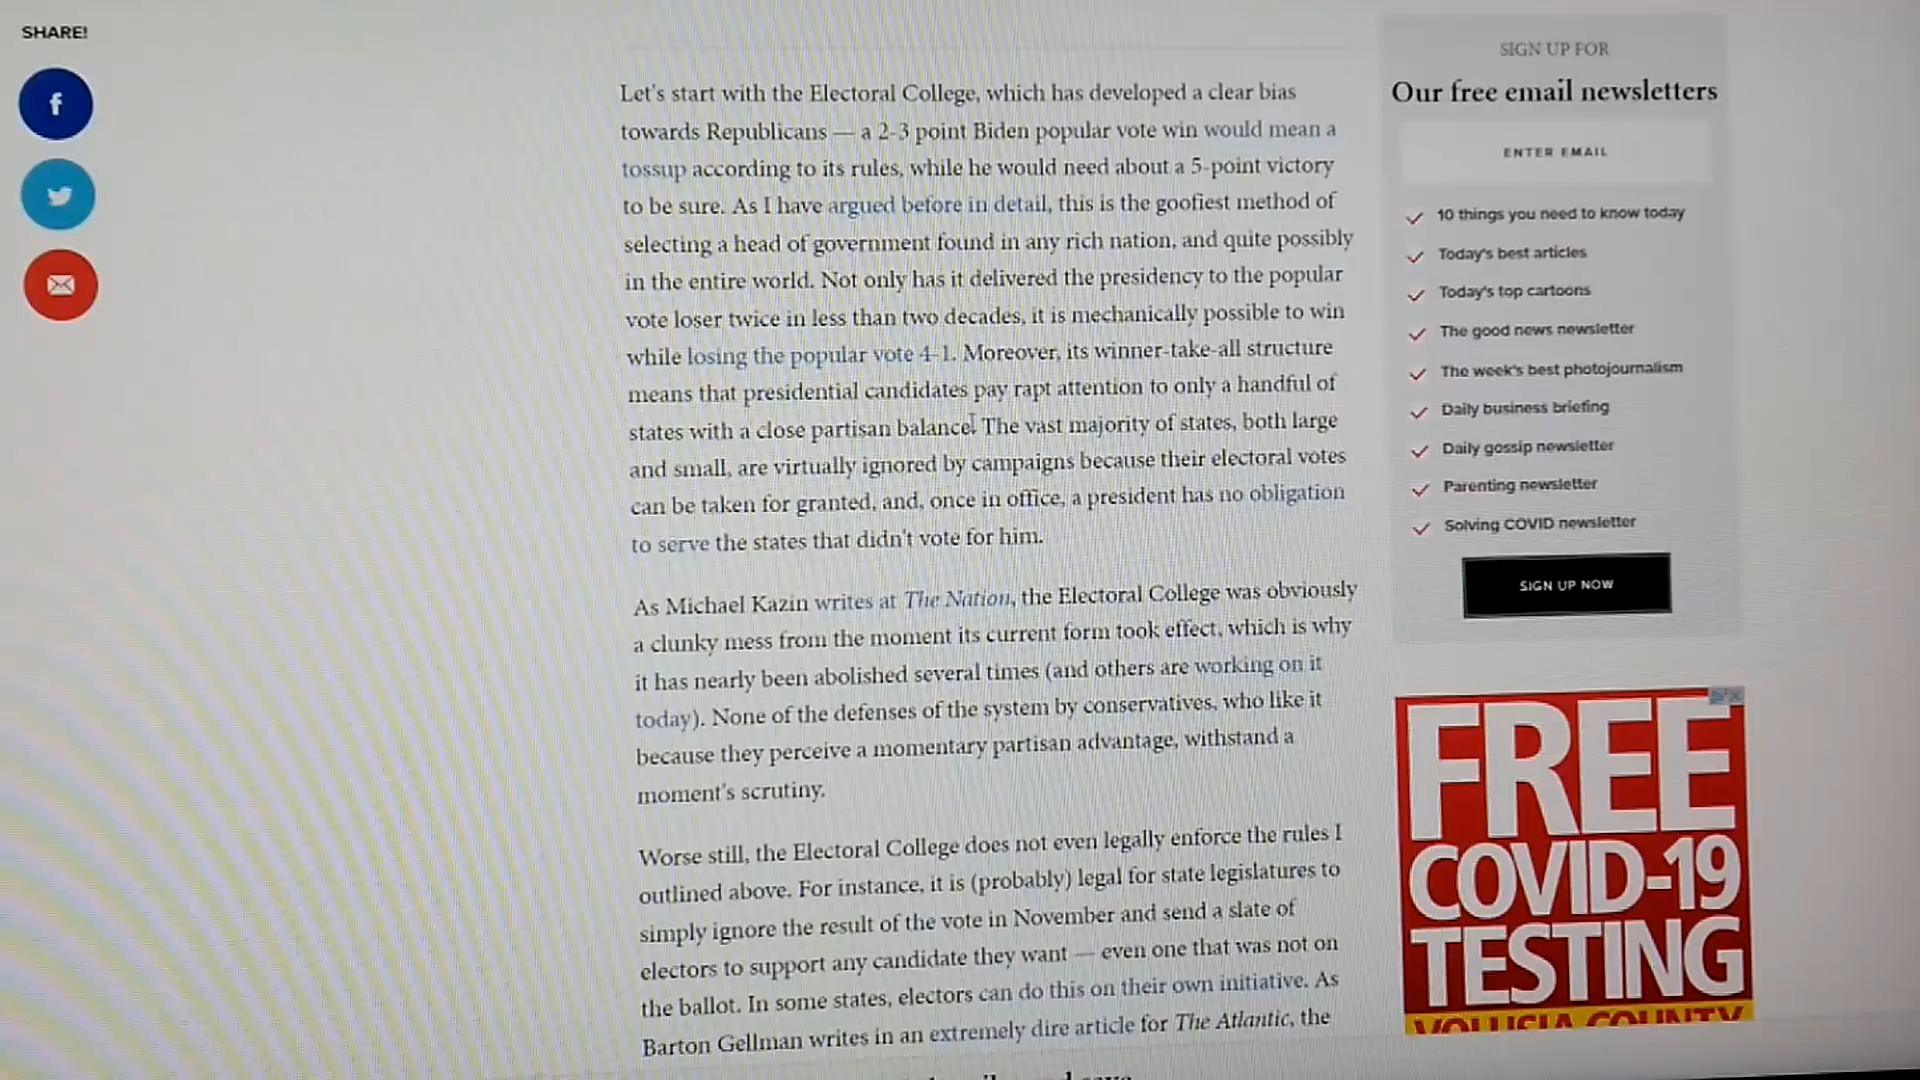 SHARE!
f
Let's start with the Electoral College, which has developed a clear bias
towards Republicans — a 2-3 point Biden popular vote win would mean a
tossup according to its rules, while he would need about a 5-point victory
to be sure. As I have argued before in detail, this is the goofiest method of
selecting a head of government found in any rich nation, and quite possibly
in the entire world. Not only has it delivered the presidency to the popular
vote loser twice in less than two decades, it is mechanically possible to win
while losing the popular vote 4-1. Moreover, its winner-take-all structure
means that presidential candidates pay rapt attention to only a handful of
states with a close partisan balance. The vast majority of states, both large
and small, are virtually ignored by campaigns because their electoral votes
can be taken for granted, and, once in office, a president has no obligation
to serve the states that didn't vote for him.
As Michael Kazin writes at The Nation, the Electoral College was obviously
a clunky mess from the moment its current form took effect, which is why
it has nearly been abolished several times (and others are working on it
today). None of the defenses of the system by conservatives, who like it
because they perceive a momentary partisan advantage, withstand a
moment's scrutiny.
Worse still, the Electoral College does not even legally enforce the rules I
outlined above. For instance, it is (probably) legal for state legislatures to
simply ignore the result of the vote in November and send a slate of
electors to support any candidate they want — even one that was not on
the ballot. In some states, electors can do this on their own initiative. As
Barton Gellman writes in an extremely dire article for The Atlantic, the
SIGN UP FOR
Our free email newsletters
ENTER EMAIL
10 things you need to know today
Today's best articles
Today's top cartoons
The good news newsletter
The week's best photojournalism
Daily business briefing
Daily gossip newsletter
Parenting newsletter
Solving COVID newsletter
SIGN UP NOW
FREE
COVID-19
TESTING
VOLUSIA COUNTY